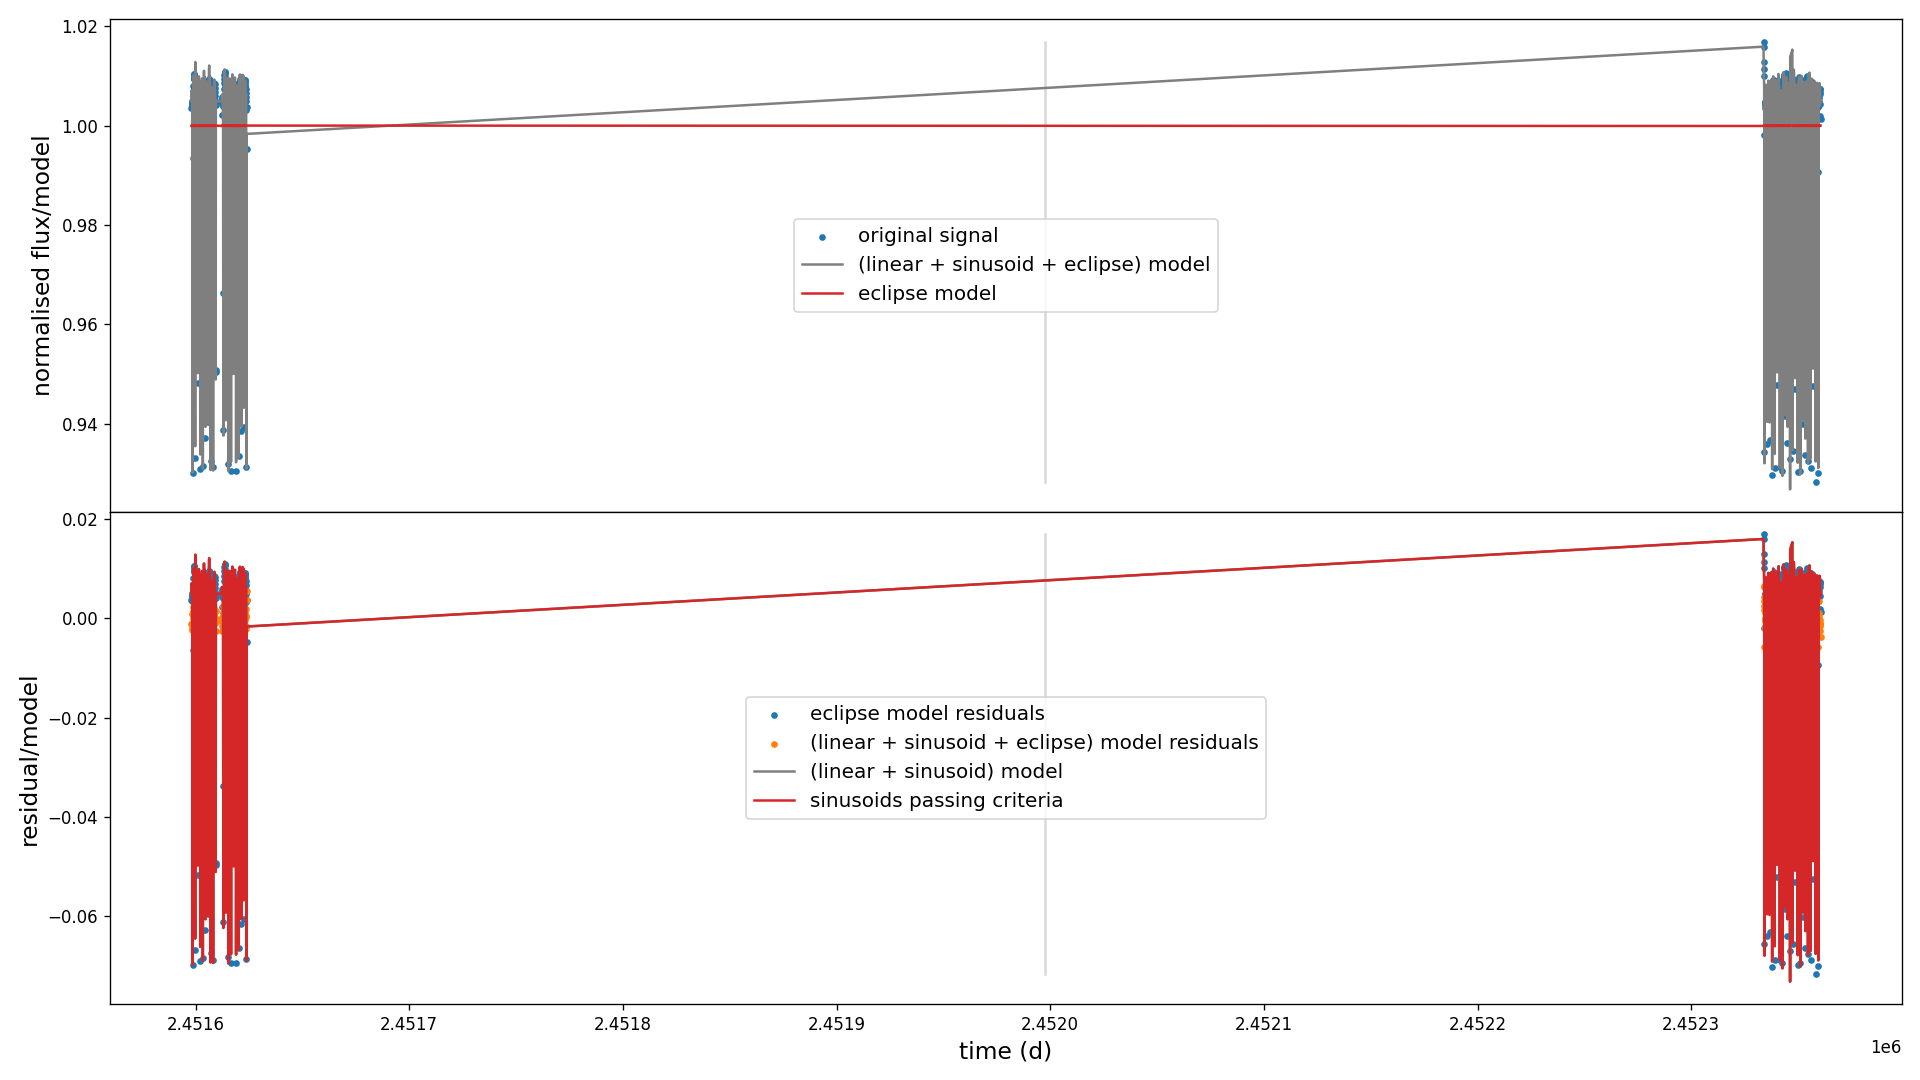 1.02
1.00
0.98
0.96
0.94
normalised flux/model
original signal
(linear + sinusoid + eclipse) model
eclipse model
0.02
0.00
−0.02
−0.04
−0.06
residual/model
eclipse model residuals
(linear + sinusoid + eclipse) model residuals
(linear + sinusoid) model
sinusoids passing criteria
2.4516 2.4517 2.4518 2.4519 2.4520 2.4521 2.4522 2.4523
time (d)
1e6